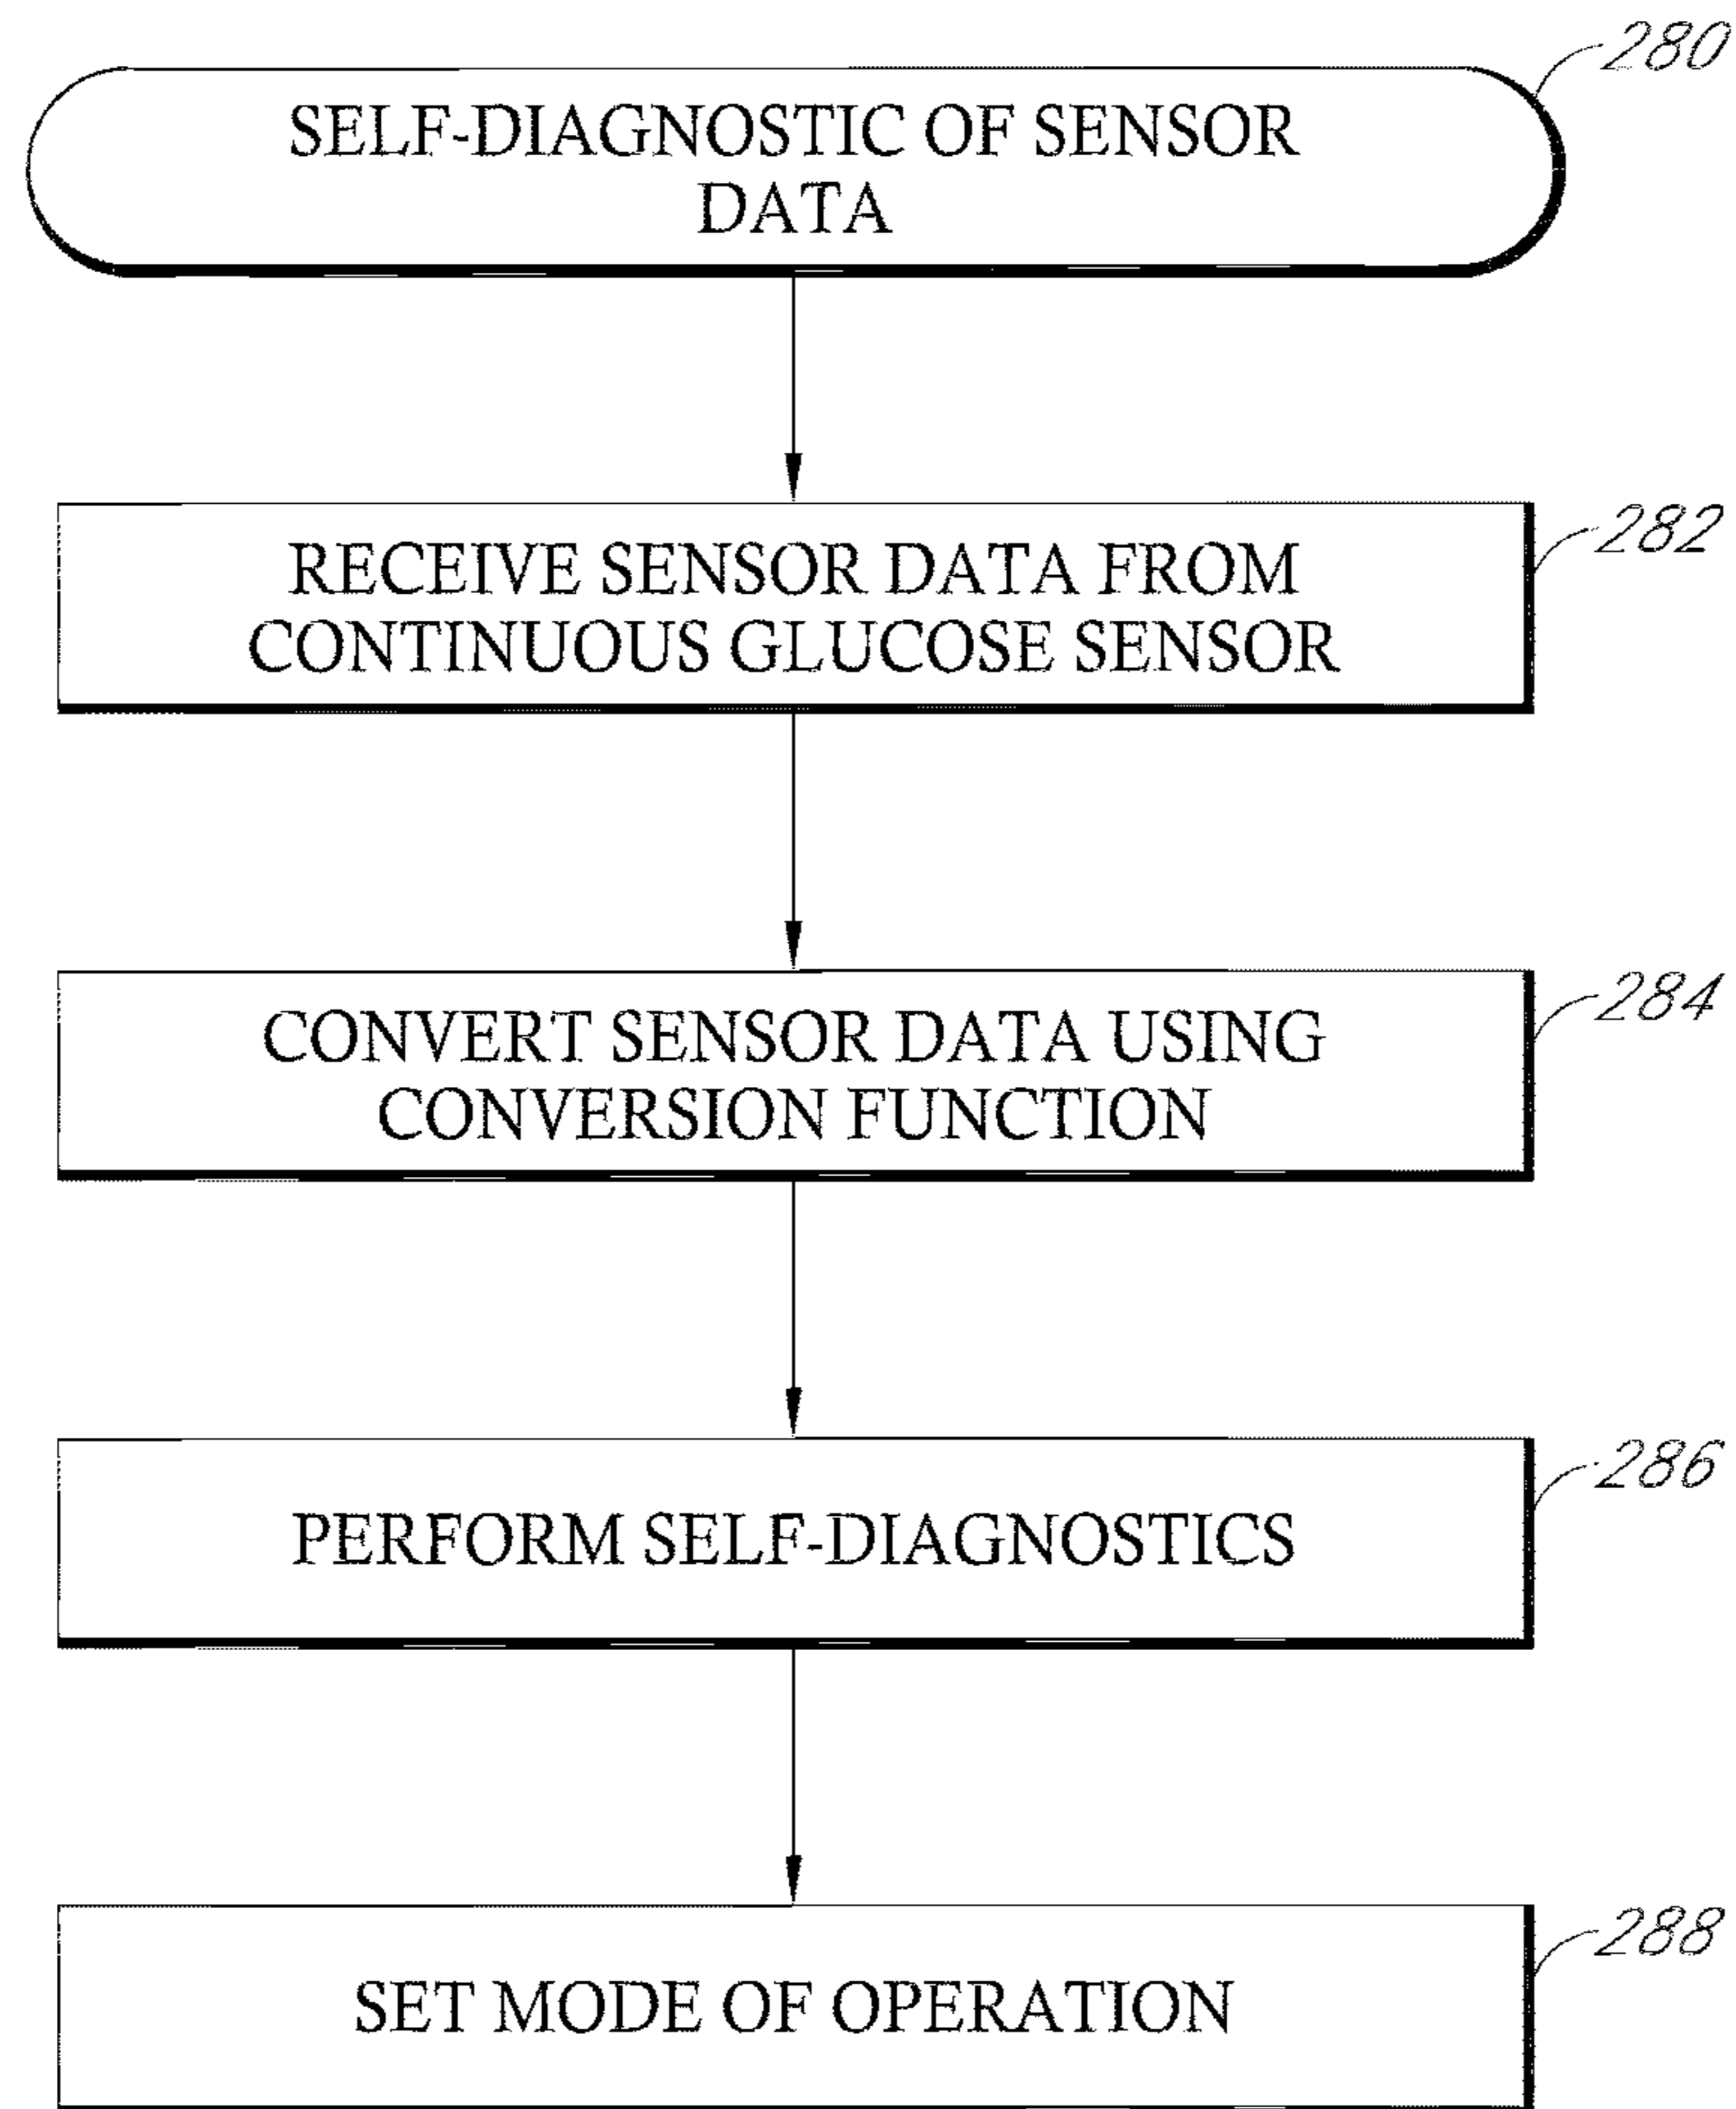 280
SELF-DIAGNOSTIC OF SENSOR
DATA
282
RECEIVE SENSOR DATA FROM
CONTINUOUS GLUCOSE SENSOR
284
CONVERT SENSOR DATA USING
CONVERSION FUNCTION
286
PERFORM SELF-DIAGNOSTICS
288
SET MODE OF OPERATION